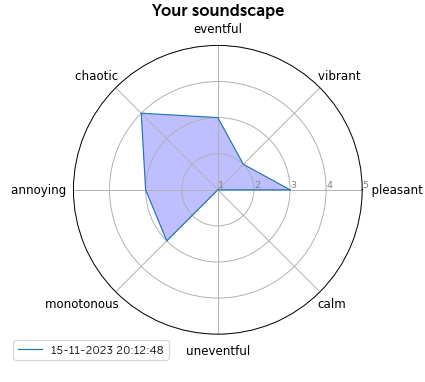 Your soundscape
eventful
chaotic
vibrant
annoying
1 2 3 4 5
pleasant
monotonous
calm
15-11-2023 20:12:48
uneventful